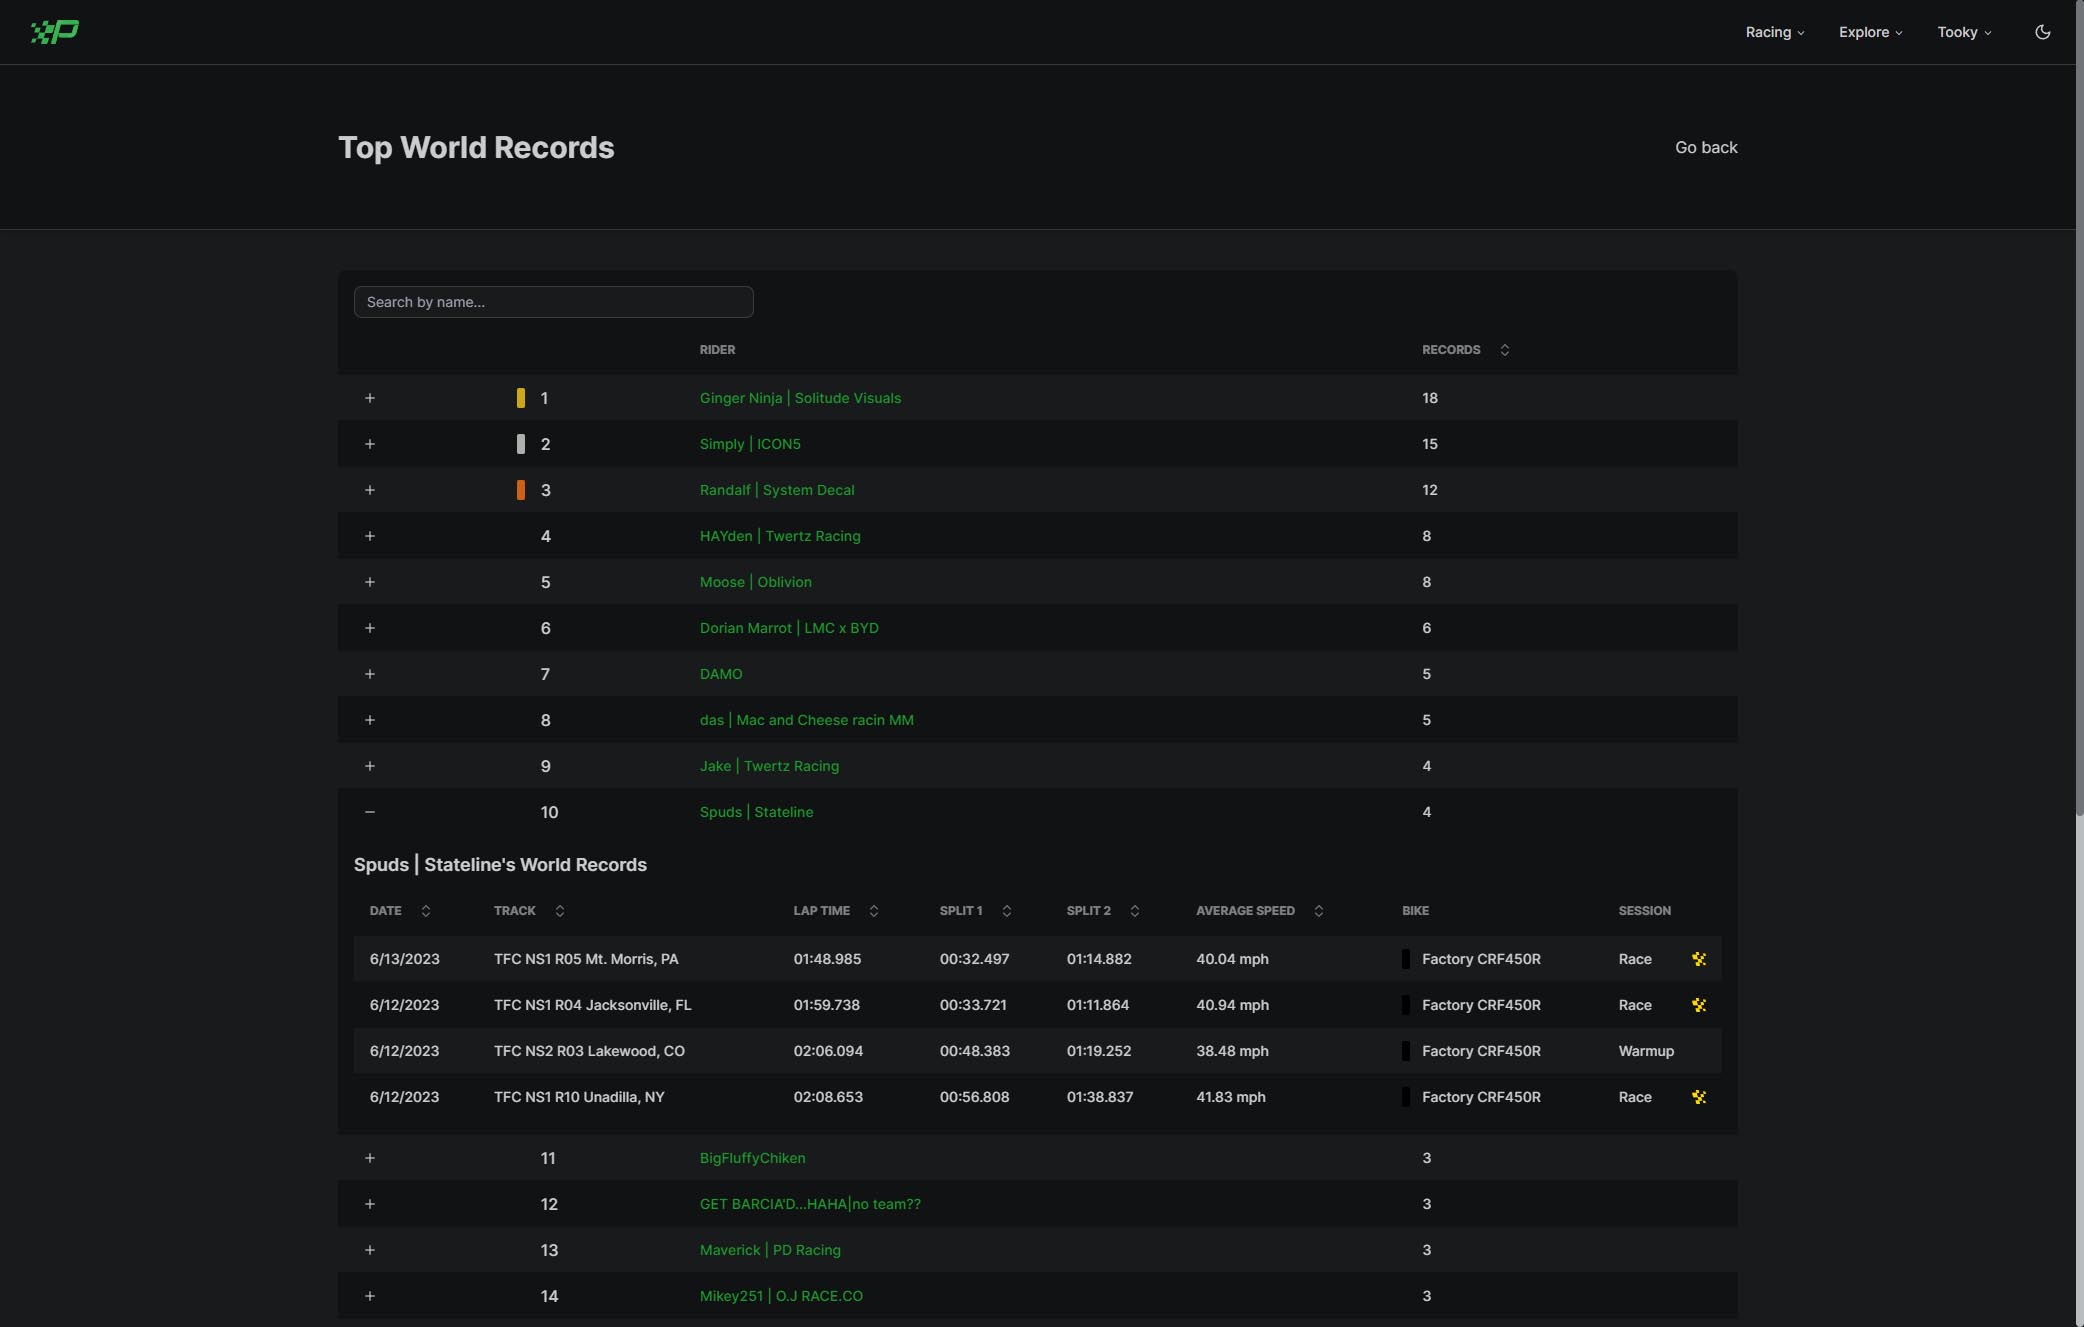 Racing Explore Tooky
Top World Records
Go back
Search by name...
RIDER RECORDS
1 Ginger Ninja | Solitude Visuals 18
2 Simply | ICON5 15
3 Randalf | System Decal 12
4 HAYden | Twertz Racing 8
5 Moose | Oblivion 8
6 Dorian Marrot | LMC x BYD 6
7 DAMO 5
8 das | Mac and Cheese racin MM 5
9 Jake | Twertz Racing 4
10 Spuds | Stateline 4
Spuds | Stateline's World Records
DATE TRACK LAP TIME SPLIT 1 SPLIT 2 AVERAGE SPEED BIKE SESSION
6/13/2023 TFC NS1 R05 Mt. Morris, PA 01:48.985 00:32.497 01:14.882 40.04 mph Factory CRF450R Race
6/12/2023 TFC NS1 R04 Jacksonville, FL 01:59.738 00:33.721 01:11.864 40.94 mph Factory CRF450R Race
6/12/2023 TFC NS2 R03 Lakewood, CO 02:06.094 00:48.383 01:19.252 38.48 mph Factory CRF450R Warmup
6/12/2023 TFC NS1 R10 Unadilla, NY 02:08.653 00:56.808 01:38.837 41.83 mph Factory CRF450R Race
11 BigFluffyChiken 3
12 GET BARCIA'D...HAHA|no team?? 3
13 Maverick | PD Racing 3
14 Mikey251 | O.J RACE.CO 3